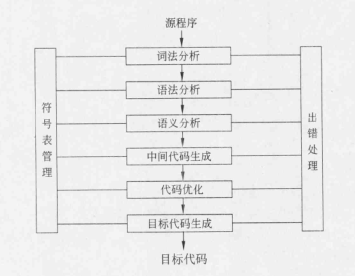 源程序
词法分析
语法分析
语义分析
中间代码生成
代码优化
目标代码生成
目标代码
符号表管理
出错处理